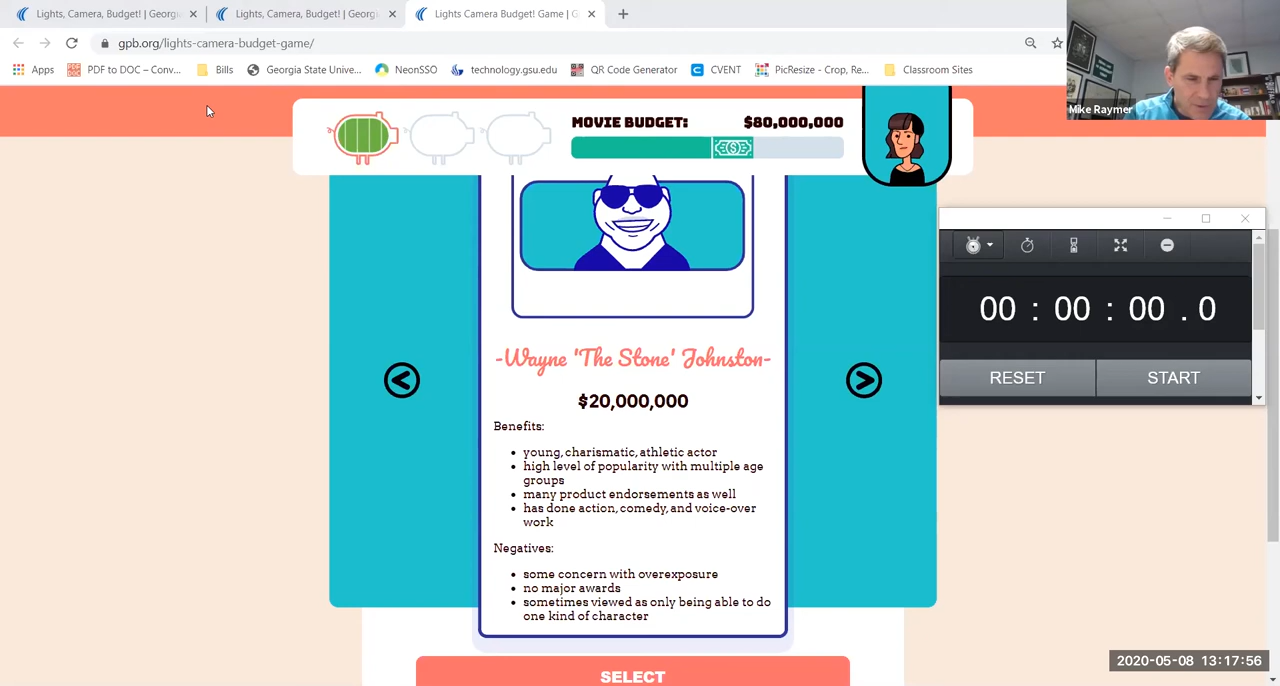 Lights, Camera, Budget! | Georgi
Lights, Camera, Budget! | Georgi
Lights Camera Budget! Game | G
gpb.org/lights-camera-budget-game/
Apps
PDF to DOC – Conv...
Bills
Georgia State Unive...
NeonSSO
technology.gsu.edu
QR Code Generator
CVENT
PicResize - Crop, Re...
Classroom Sites
Mike Raymer
MOVIE BUDGET: $80,000,000
-Wayne 'The Stone' Johnston-
$20,000,000
Benefits:
• young, charismatic, athletic actor
• high level of popularity with multiple age
groups
• many product endorsements as well
• has done action, comedy, and voice-over
work
Negatives:
• some concern with overexposure
• no major awards
• sometimes viewed as only being able to do
one kind of character
SELECT
00 : 00 : 00 . 0
RESET START
2020-05-08 13:17:56